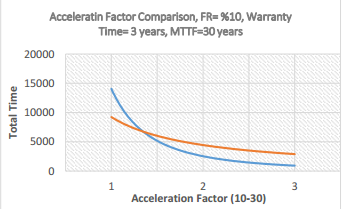 Acceleratin Factor Comparison, FR= %10, Warranty
Time= 3 years, MTTF=30 years
20000
15000
10000
5000
0
Total Time
1 2 3
Acceleration Factor (10-30)